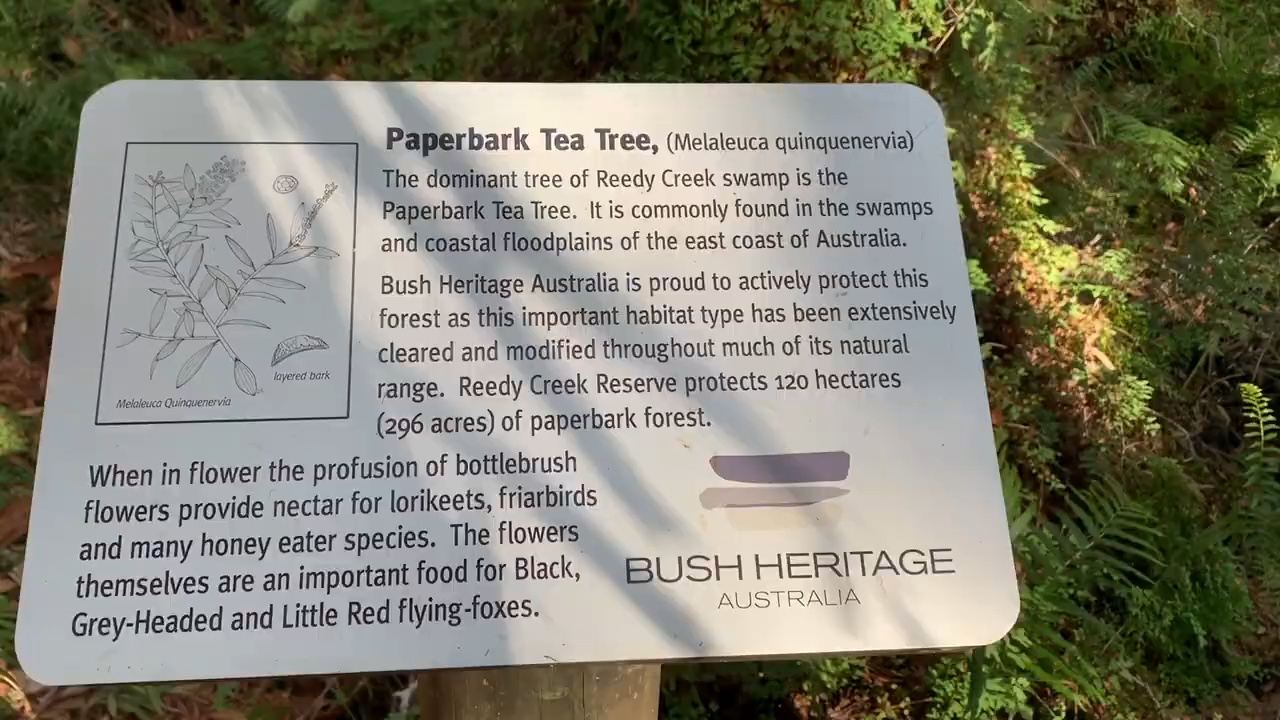 Paperbark Tea Tree, (Melaleuca quinquenervia)
The dominant tree of Reedy Creek swamp is the
Paperbark Tea Tree. It is commonly found in the swamps
and coastal floodplains of the east coast of Australia.
Bush Heritage Australia is proud to actively protect this
forest as this important habitat type has been extensively
cleared and modified throughout much of its natural
range. Reedy Creek Reserve protects 120 hectares
(296 acres) of paperbark forest.
layered bark
Melaleuca Quinquenervia
When in flower the profusion of bottlebrush
flowers provide nectar for lorikeets, friarbirds
and many honey eater species. The flowers
themselves are an important food for Black,
Grey-Headed and Little Red flying-foxes.
BUSH HERITAGE
AUSTRALIA